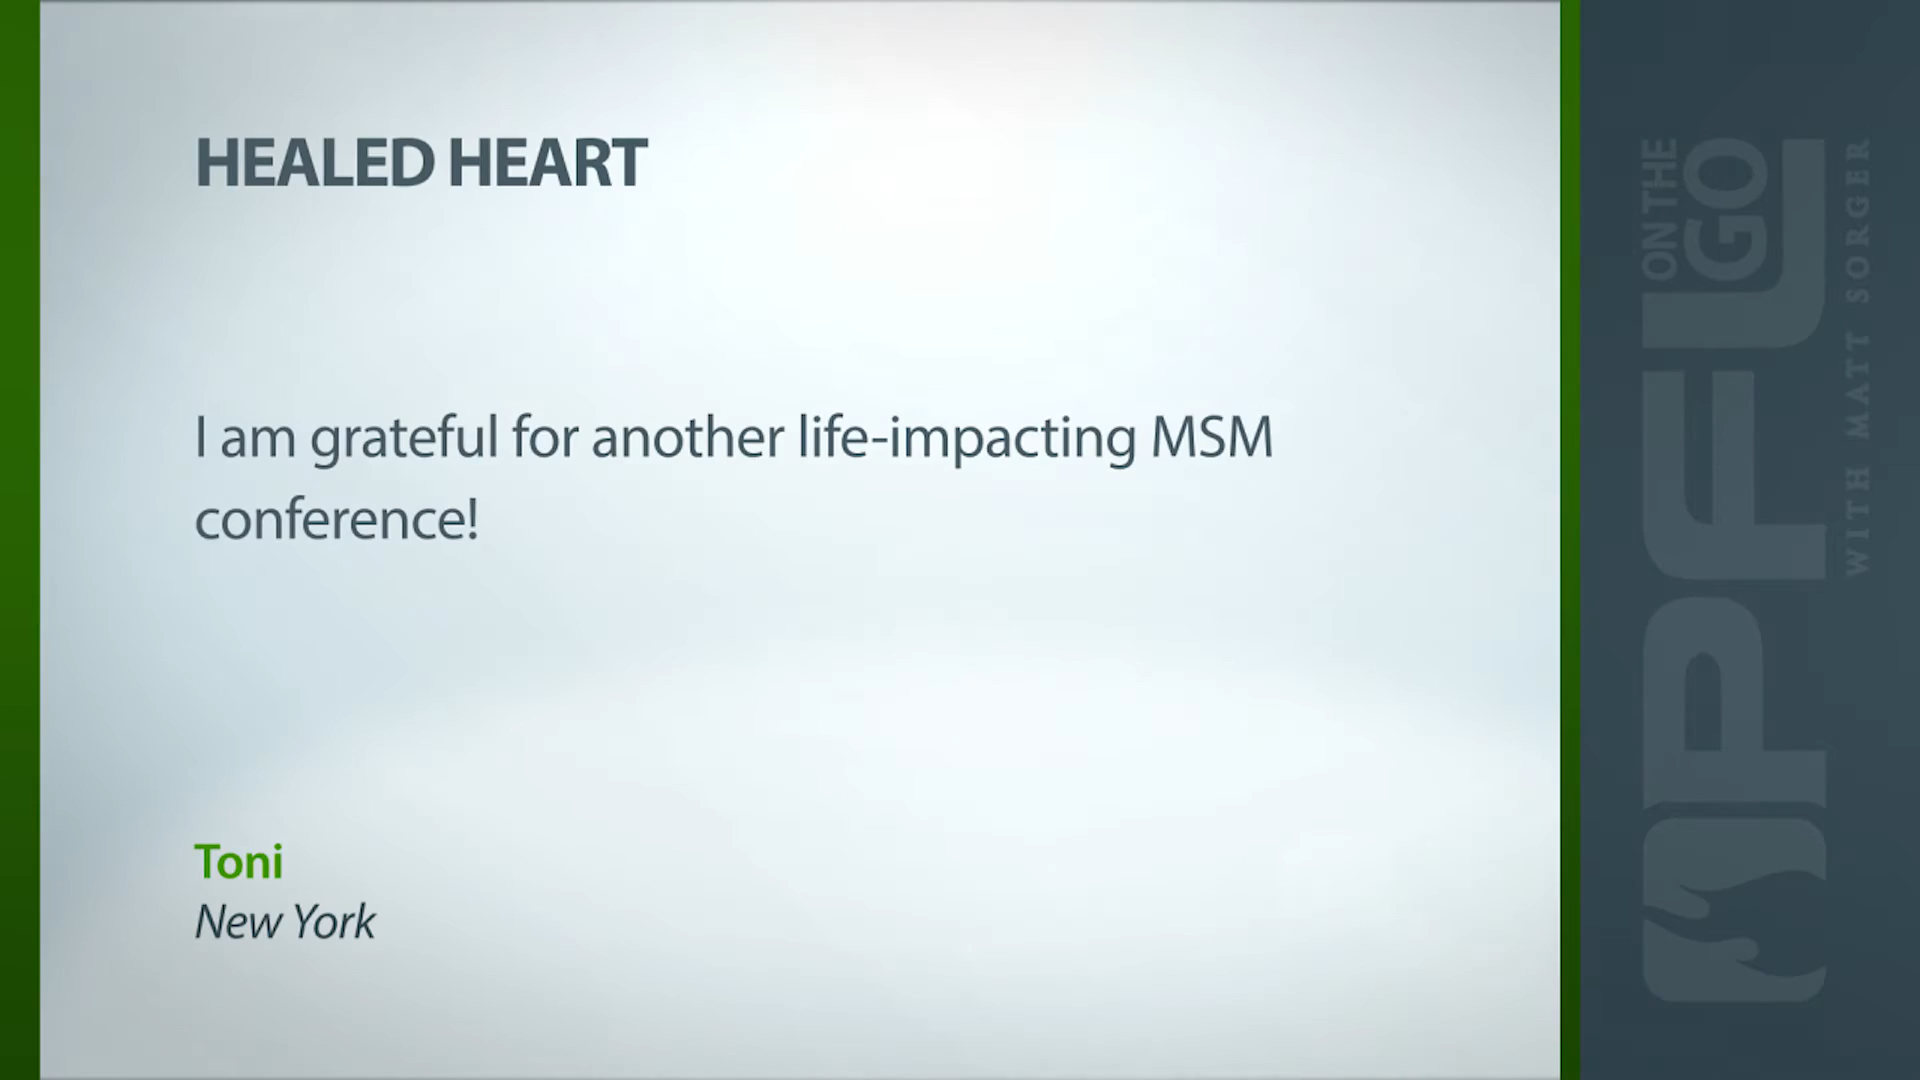 HEALED HEART
I am grateful for another life-impacting MSM
conference!
Toni
New York
PFL
ON THE
GO
WITH MATT SORGER